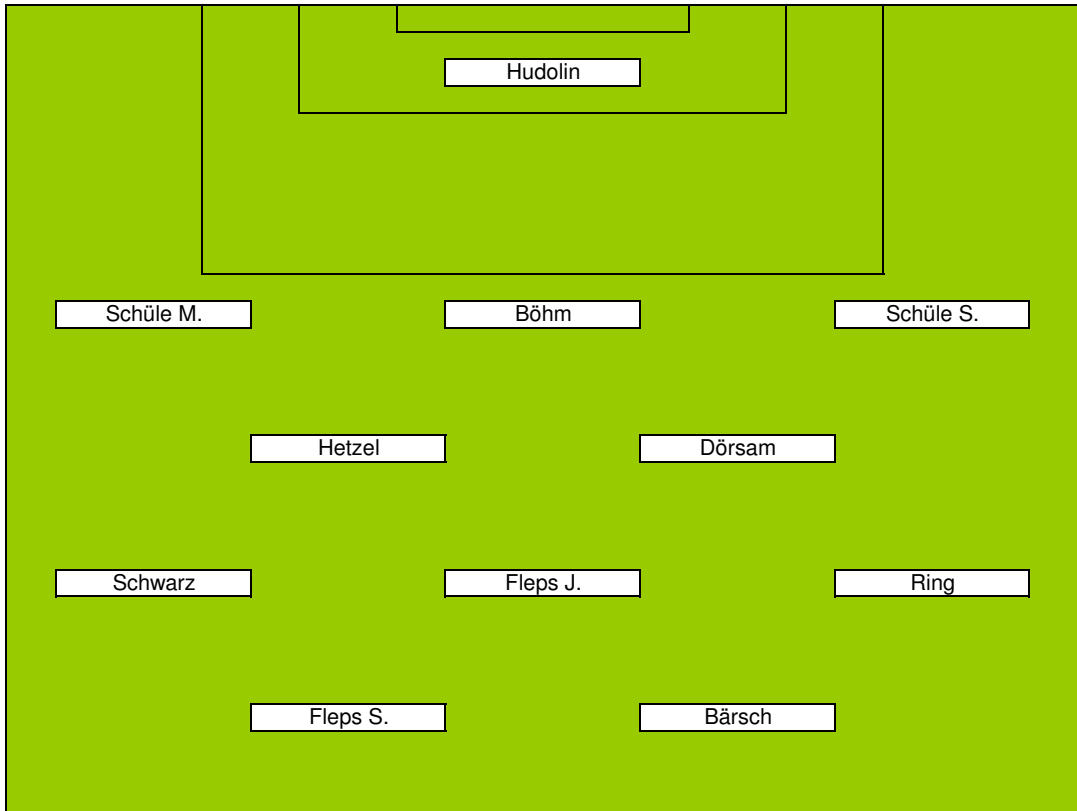 Hudolin
Schüle M.
Böhm
Schüle S.
Hetzel
Dörsam
Schwarz
Fleps J.
Ring
Fleps S.
Bärsch